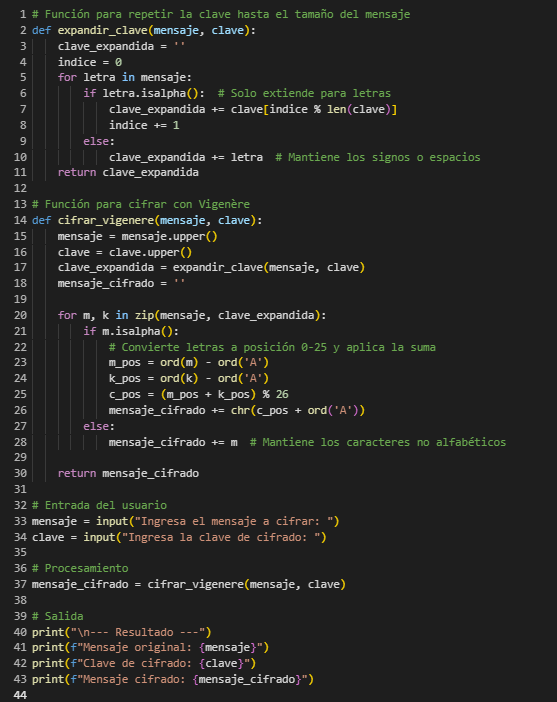 1 # Función para repetir la clave hasta el tamaño del mensaje
2 def expandir_clave(mensaje, clave):
3     clave_expandida = ''
4     indice = 0
5     for letra in mensaje:
6         if letra.isalpha():  # Solo extiende para letras
7             clave_expandida += clave[indice % len(clave)]
8             indice += 1
9         else:
10             clave_expandida += letra  # Mantiene los signos o espacios
11     return clave_expandida
12
13 # Función para cifrar con Vigenère
14 def cifrar_vigenere(mensaje, clave):
15     mensaje = mensaje.upper()
16     clave = clave.upper()
17     clave_expandida = expandir_clave(mensaje, clave)
18     mensaje_cifrado = ''
19
20     for m, k in zip(mensaje, clave_expandida):
21         if m.isalpha():
22             # Convierte letras a posición 0-25 y aplica la suma
23             m_pos = ord(m) - ord('A')
24             k_pos = ord(k) - ord('A')
25             c_pos = (m_pos + k_pos) % 26
26             mensaje_cifrado += chr(c_pos + ord('A'))
27         else:
28             mensaje_cifrado += m  # Mantiene los caracteres no alfabéticos
29
30     return mensaje_cifrado
31
32 # Entrada del usuario
33 mensaje = input("Ingresa el mensaje a cifrar: ")
34 clave = input("Ingresa la clave de cifrado: ")
35
36 # Procesamiento
37 mensaje_cifrado = cifrar_vigenere(mensaje, clave)
38
39 # Salida
40 print("\n--- Resultado ---")
41 print(f"Mensaje original: {mensaje}")
42 print(f"Clave de cifrado: {clave}")
43 print(f"Mensaje cifrado: {mensaje_cifrado}")
44